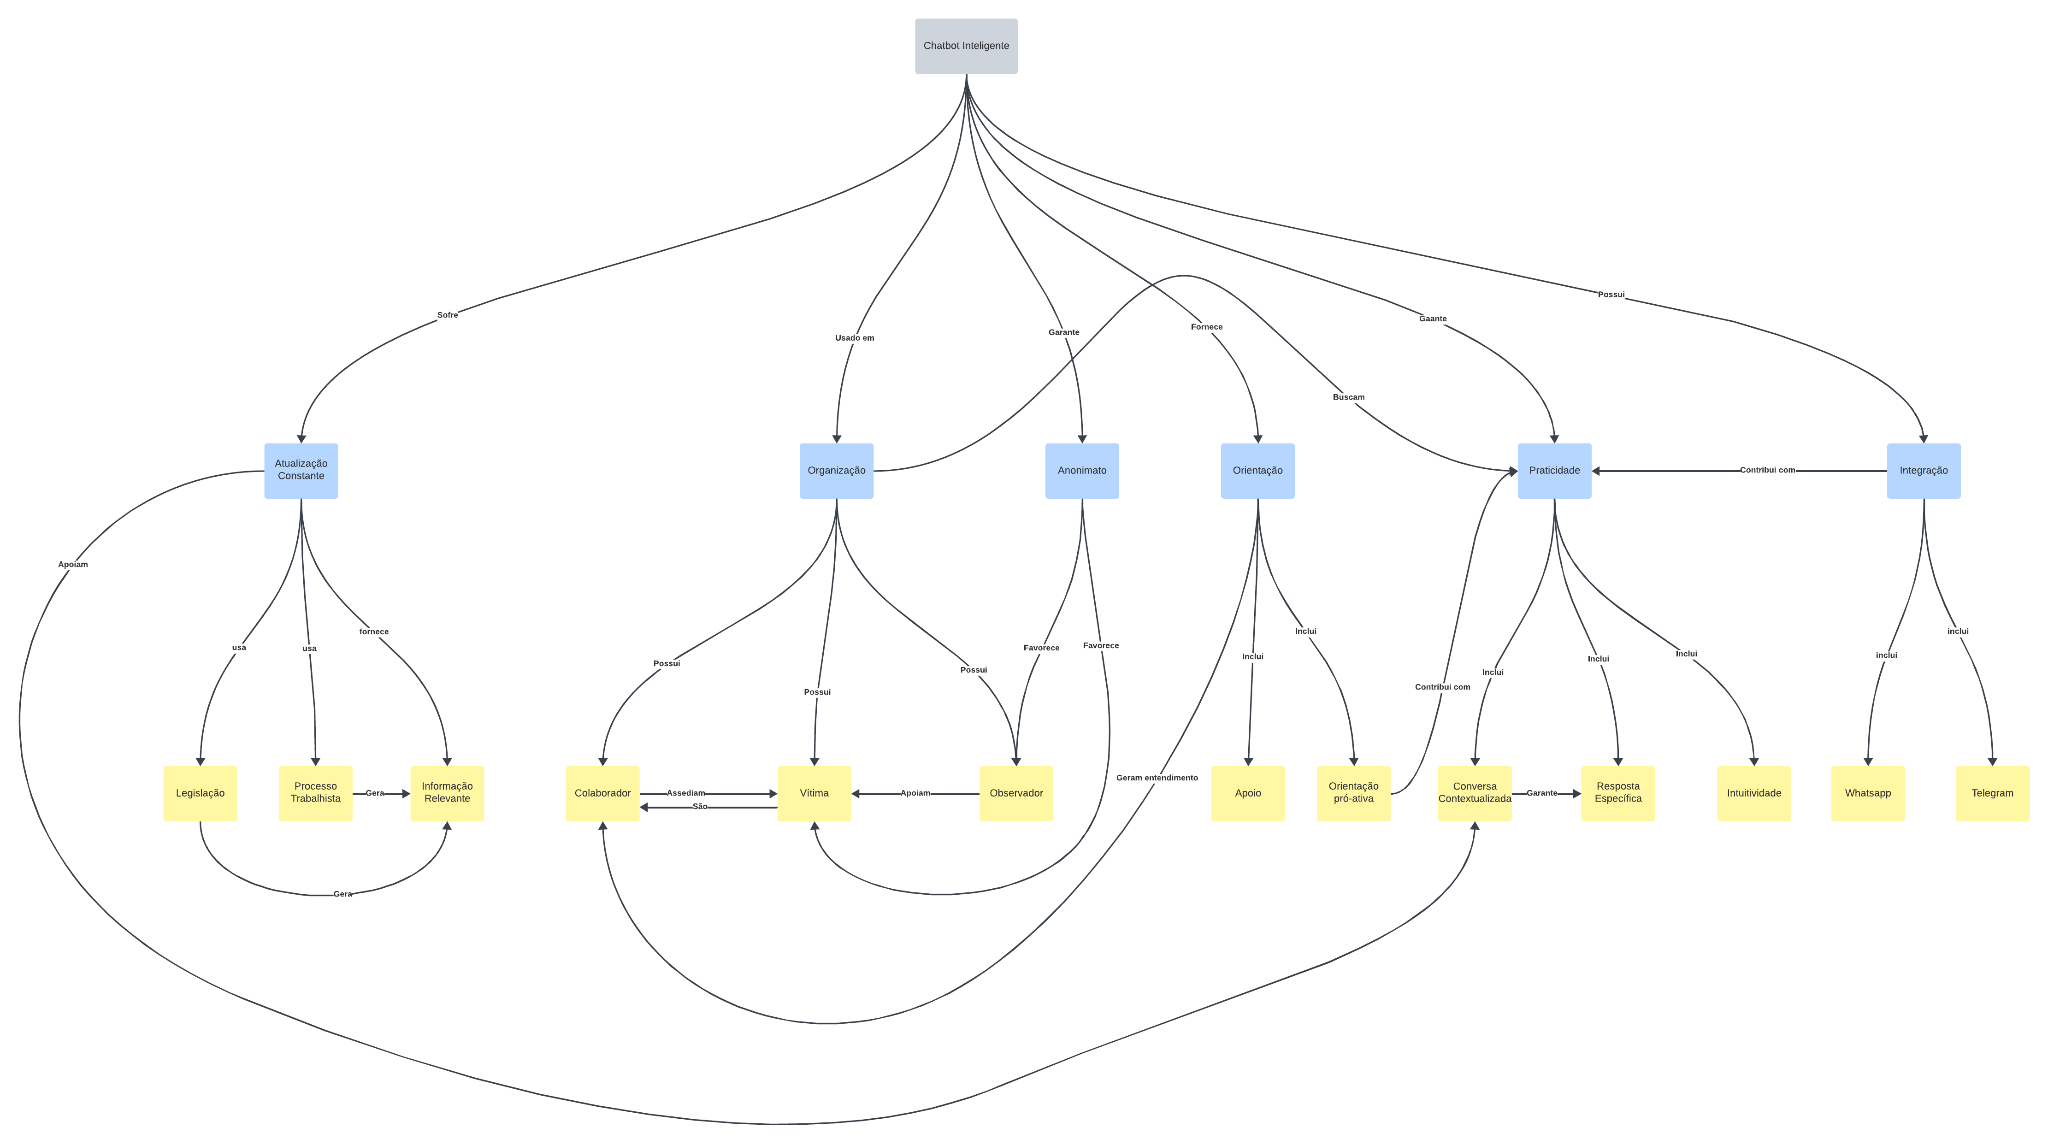 Chatbot Inteligente
Possui
Sofre
Gaante
Fornece
Garante
Usado em
Buscam
Atualização
Constante
Organização
Anonimato
Orientação
Praticidade
Contribui com
Integração
Apoiam
fornece
usa
usa
Possui
Possui
Possui
Favorece
Favorece
Inclui
Inclui
Contribui com
Inclui
Inclui
Inclui
inclui
inclui
Geram entendimento
Legislação
Processo
Trabalhista
Gera
Informação
Relevante
Colaborador
Assediam
São
Vítima
Apoiam
Observador
Apoio
Orientação
pró-ativa
Conversa
Contextualizada
Garante
Resposta
Específica
Intuitividade
Whatsapp
Telegram
Gera